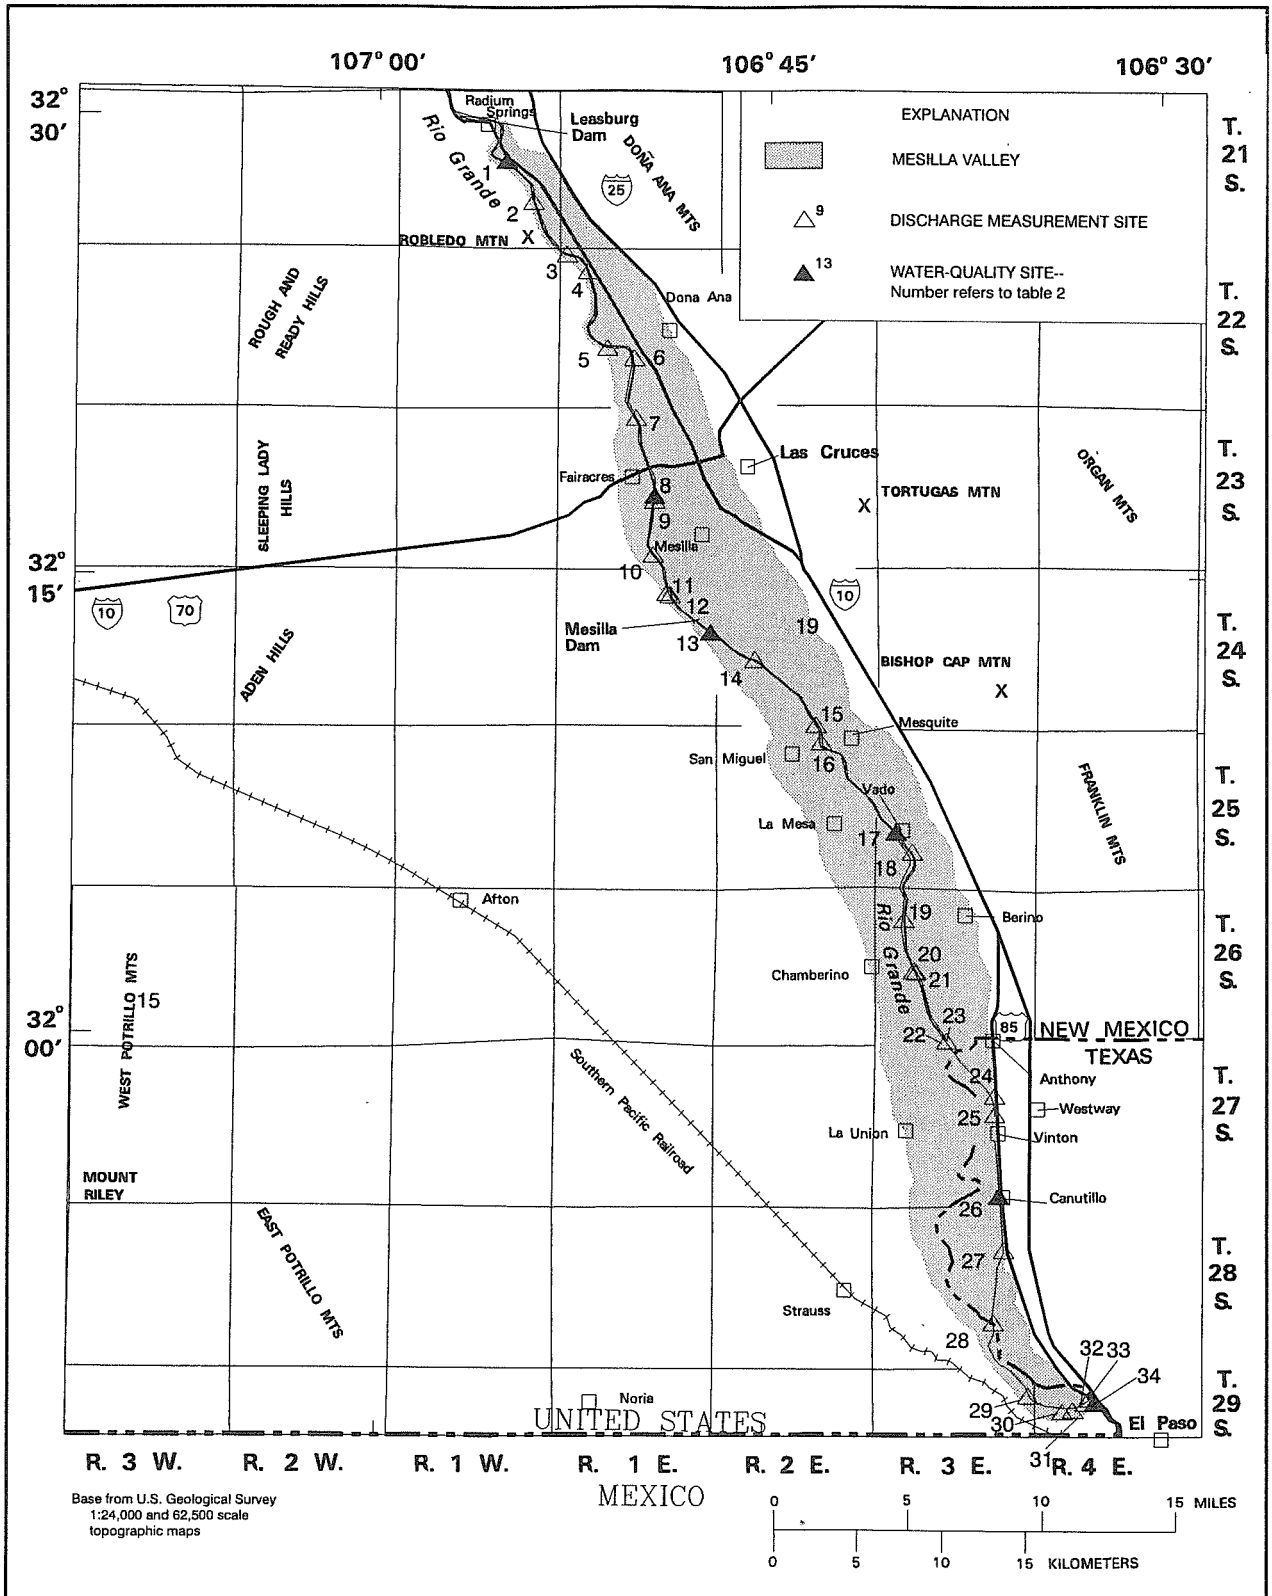 107° 00′
106° 45′
106° 30′
32°
30′
Radium
Springs
Leasburg
Dam
Rio Grande
DOÑA ANA MTS
25
1
2
ROBLEDO MTN X
3
4
EXPLANATION
MESILLA VALLEY
9
DISCHARGE MEASUREMENT SITE
13
WATER-QUALITY SITE--
Number refers to table 2
T.
21
S.
ROUGH AND
READY HILLS
Dona Ana
5
6
7
T.
22
S.
SLEEPING LADY
HILLS
Fairacres
Las Cruces
8
9
X
TORTUGAS MTN
ORGAN MTS
T.
23
S.
Mesilla
10
32°
15′
10
70
11
12
10
Mesilla
Dam
13
19
14
ADEN HILLS
BISHOP CAP MTN
X
T.
24
S.
15
Mesquite
San Miguel
16
Vado
La Mesa
17
18
FRANKLIN MTS
T.
25
S.
Afton
19
Rio Grande
Berino
20
Chamberino
21
T.
26
S.
WEST POTRILLO MTS
15
32°
00′
23
22
85
NEW MEXICO
TEXAS
24
Anthony
Southern Pacific Railroad
25
Westway
La Union
Vinton
T.
27
S.
MOUNT
RILEY
26
Canutillo
EAST POTRILLO MTS
27
T.
28
S.
Strauss
28
32
33
34
Noria
29
30
31
El Paso
T.
29
S.
UNITED STATES
R. 3 W.
R. 2 W.
R. 1 W.
R. 1 E.
R. 2 E.
R. 3 E.
R. 4 E.
MEXICO
Base from U.S. Geological Survey
1:24,000 and 62,500 scale
topographic maps
0 5 10 15 MILES
0 5 10 15 KILOMETERS